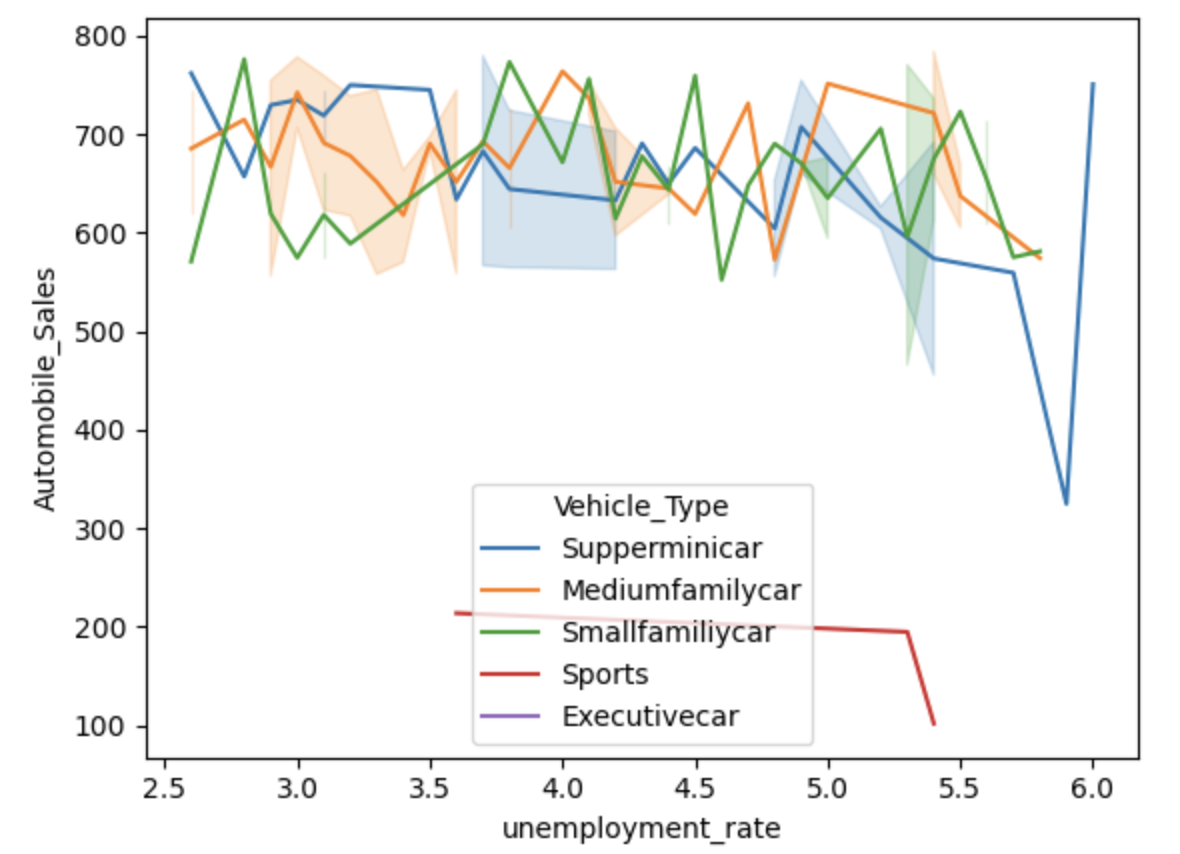 800
700
600
500
400
300
200
100
Automobile_Sales
Vehicle_Type
Supperminicar
Mediumfamilycar
Smallfamiliycar
Sports
Executivecar
2.5 3.0 3.5 4.0 4.5 5.0 5.5 6.0
unemployment_rate